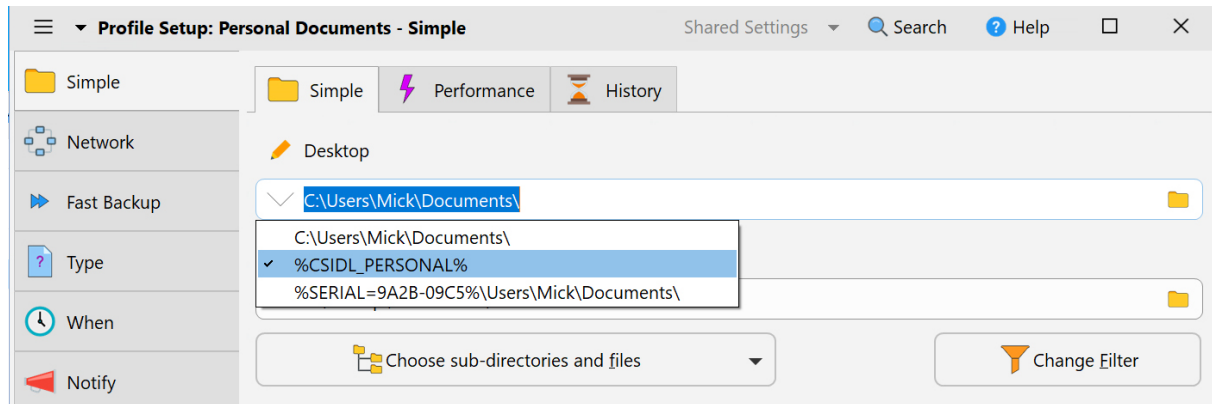 Profile Setup: Personal Documents - Simple
Shared Settings
Search
Help
Simple
Network
Fast Backup
Type
When
Notify
Simple
Performance
History
Desktop
C:\Users\Mick\Documents\
C:\Users\Mick\Documents\
%CSIDL_PERSONAL%
%SERIAL=9A2B-09C5%\Users\Mick\Documents\
Choose sub-directories and files
Change Filter